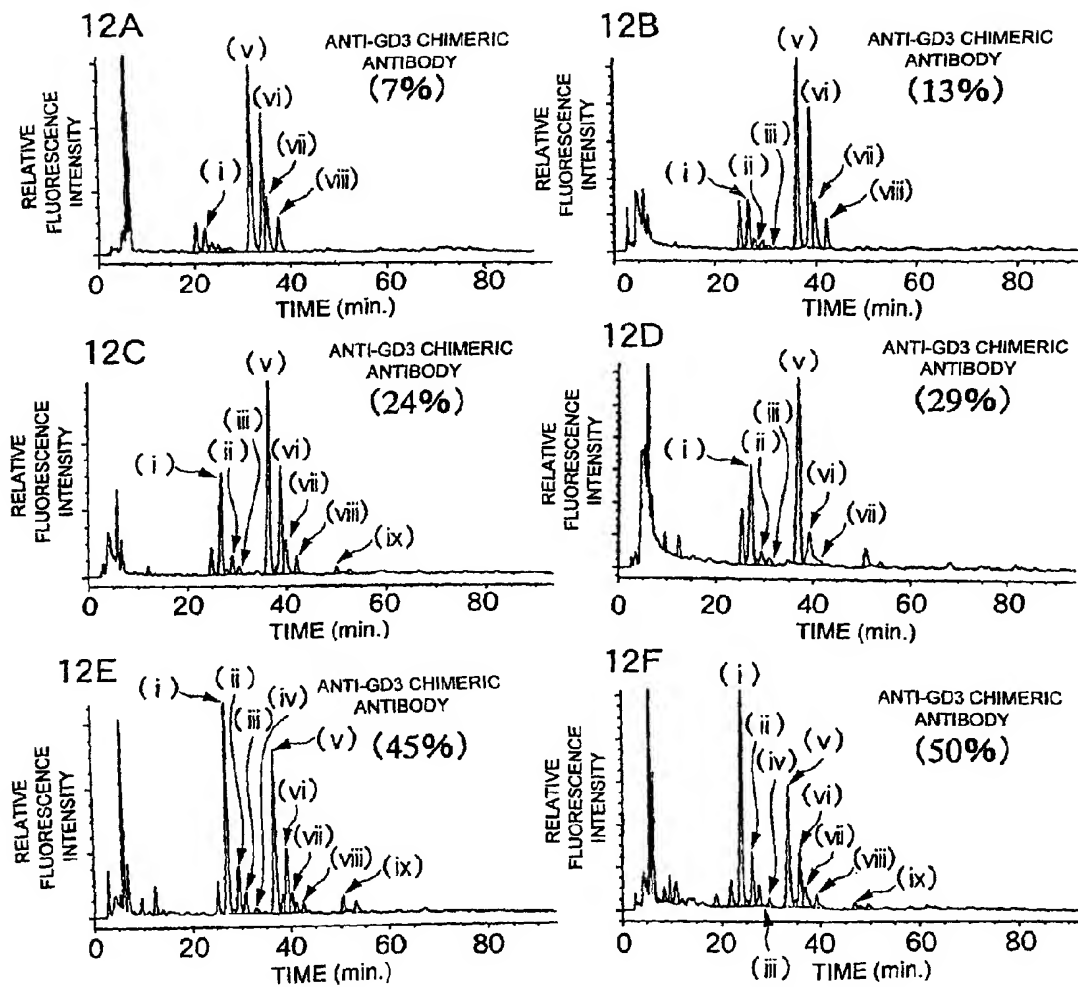 12A
ANTI-GD3 CHIMERIC
ANTIBODY
(7%)
(v)
(vi)
(vii)
(viii)
(i)
RELATIVE
FLUORESCENCE
INTENSITY
0 20 40 60 80
TIME (min.)
12B
ANTI-GD3 CHIMERIC
ANTIBODY
(13%)
(v)
(vi)
(iii)
(ii)
(i)
(vii)
(viii)
RELATIVE
FLUORESCENCE
INTENSITY
0 20 40 60 80
TIME (min.)
12C
ANTI-GD3 CHIMERIC
ANTIBODY
(24%)
(v)
(iii)
(ii)
(i)
(vi)
(vii)
(viii)
(ix)
RELATIVE
FLUORESCENCE
INTENSITY
0 20 40 60 80
TIME (min.)
12D
ANTI-GD3 CHIMERIC
ANTIBODY
(29%)
(v)
(iii)
(ii)
(i)
(vi)
(vii)
RELATIVE
FLUORESCENCE
INTENSITY
0 20 40 60 80
TIME (min.)
12E
ANTI-GD3 CHIMERIC
ANTIBODY
(45%)
(i)
(ii)
(iii)
(iv)
(v)
(vi)
(vii)
(viii)
(ix)
RELATIVE
FLUORESCENCE
INTENSITY
0 20 40 60 80
TIME (min.)
12F
ANTI-GD3 CHIMERIC
ANTIBODY
(50%)
(i)
(ii)
(iv)
(v)
(vi)
(vii)
(viii)
(ix)
RELATIVE
FLUORESCENCE
INTENSITY
0 20 40 60 80
(iii)
TIME (min.)